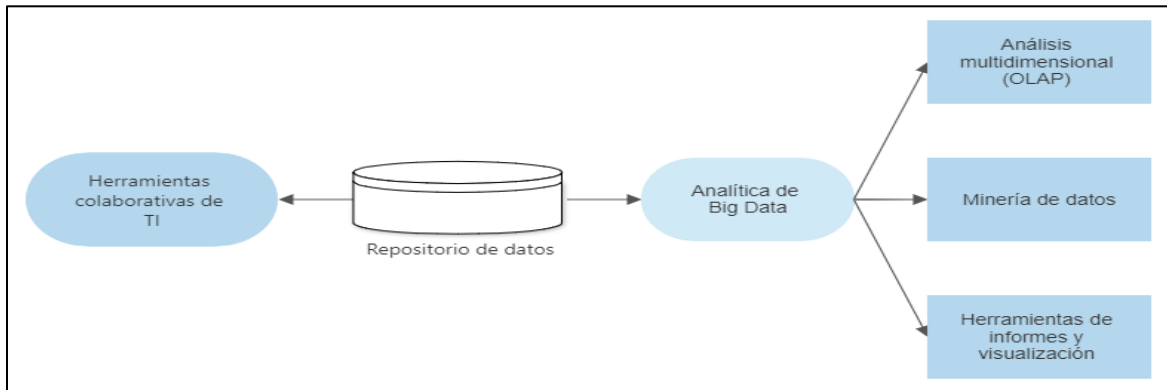 Herramientas
colaborativas de
TI
Repositorio de datos
Analítica de
Big Data
Análisis
multidimensional
(OLAP)
Minería de datos
Herramientas de
informes y
visualización